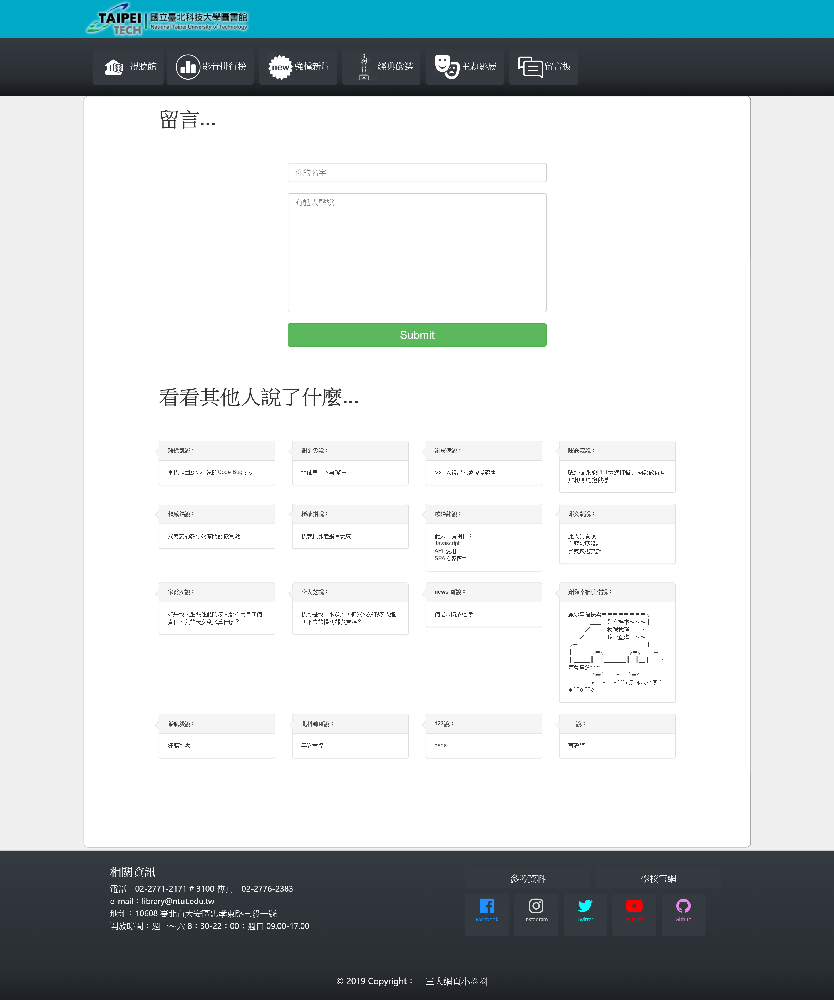 TAIPEI TECH 國立臺北科技大學圖書館
National Taipei University of Technology
視聽館
影音排行榜
new 強檔新片
經典嚴選
主題影展
留言板
留言...
你的名字
有話大聲說
Submit
看看其他人說了什麼...
陳偉凱說：
當機是因為你們寫的Code Bug太多
謝金雲說：
這個等一下再解釋
謝東儒說：
你們以後出社會慢慢體會
陳彥霖說：
嗯那個 助教PPT這邊打錯了 簡報做得有
點爛啊 嗯抱歉嗯
賴威錩說：
我要去助教辦公室門前撒冥紙
賴威錩說：
我要把郭老網頁玩壞
歐陽緒說：
此人負責項目：
Javascript
API 應用
SPA公版撰寫
邱奕凱說：
此人負責項目：
主題影展設計
經典嚴選設計
宋喬安說：
如果殺人犯跟他們的家人都不用負任何
責任，我的天彥到底算什麼？
李大芝說：
我哥是殺了很多人，但我跟我的家人連
活下去的權利都沒有嗎？
news 哥說：
何必...搞成這樣
願你幸福快樂說：
願你幸福快樂＝＝＝＝＝＝＝＝╮
____｜帶幸福來～～～｜
／　｜我灑我灑。。。｜
／　｜我一直灑水～～｜
╭─　｜______________｜
｜　╭═╮　╭═╮　｜＝
｜______║　║________║　║__｜＝ 一
定會幸運~~~
╰═╯　~　╰═╯
︵＊︵＊︵＊︵＊給你水水唷︵
＊︵＊︵＊
葉凱毅說：
好厲害哦~
北科帥哥說：
早安幸福
123說：
haha
.....說：
再騙阿
相關資訊
電話：02-2771-2171 # 3100 傳真：02-2776-2383
e-mail：library@ntut.edu.tw
地址：10608 臺北市大安區忠孝東路三段一號
開放時間：週一～六 8：30-22：00；週日 09:00-17:00
參考資料
學校官網
Facebook
Instagram
Twitter
Youtube
Github
© 2019 Copyright： 三人網頁小圈圈